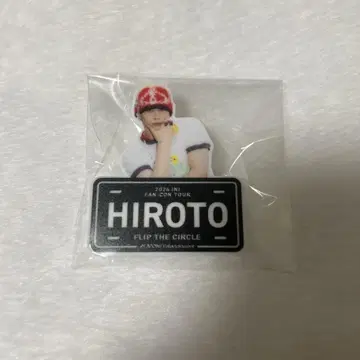 2024 INI
FAN-CON TOUR
HIROTO
FLIP THE CIRCLE